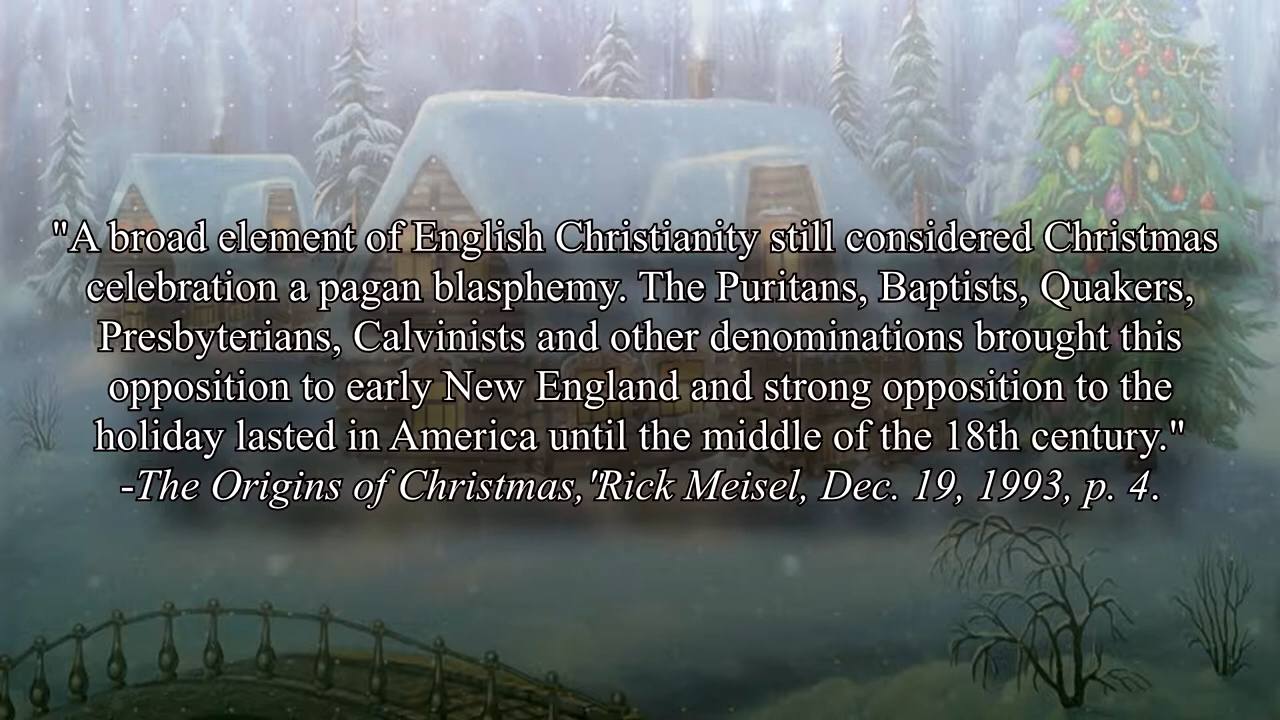 "A broad element of English Christianity still considered Christmas
celebration a pagan blasphemy. The Puritans, Baptists, Quakers,
Presbyterians, Calvinists and other denominations brought this
opposition to early New England and strong opposition to the
holiday lasted in America until the middle of the 18th century."
-The Origins of Christmas,"Rick Meisel, Dec. 19, 1993, p. 4.